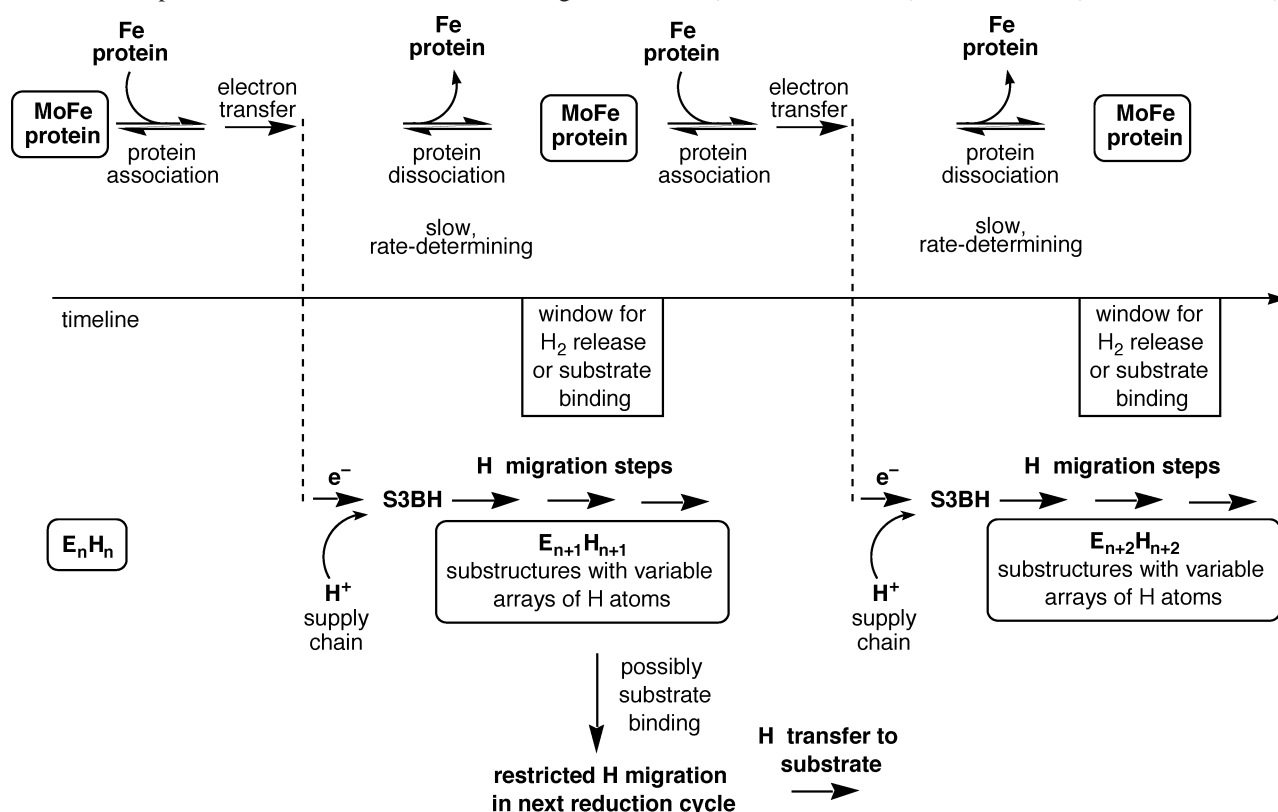 Fe
protein
Fe
protein
Fe
protein
Fe
protein
MoFe
protein
electron
transfer
MoFe
protein
electron
transfer
MoFe
protein
protein
association
protein
dissociation
protein
association
protein
dissociation
slow,
rate-determining
slow,
rate-determining
timeline
window for
H2 release
or substrate
binding
window for
H2 release
or substrate
binding
EnHn
e–
S3BH
H migration steps
H+
supply
chain
En+1Hn+1
substructures with variable
arrays of H atoms
e–
S3BH
H migration steps
H+
supply
chain
En+2Hn+2
substructures with variable
arrays of H atoms
possibly
substrate
binding
restricted H migration
in next reduction cycle
H transfer to
substrate